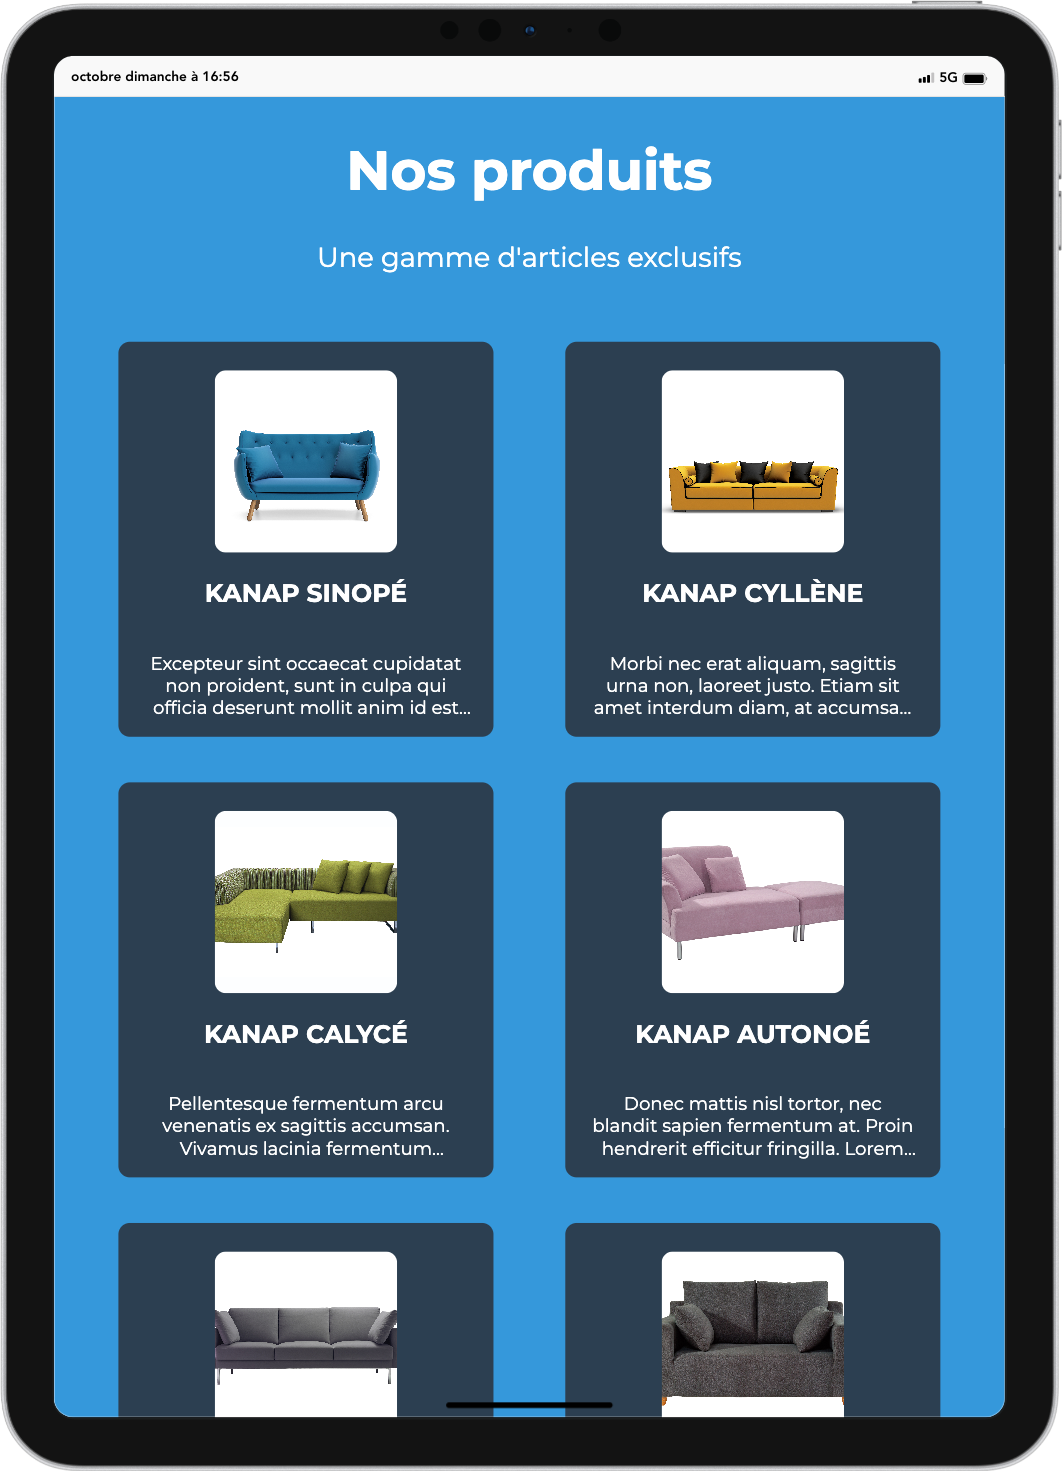 octobre dimanche à 16:56
5G
Nos produits
Une gamme d'articles exclusifs
KANAP SINOPÉ
Excepteur sint occaecat cupidatat
non proident, sunt in culpa qui
officia deserunt mollit anim id est...
KANAP CYLLÈNE
Morbi nec erat aliquam, sagittis
urna non, laoreet justo. Etiam sit
amet interdum diam, at accumsa...
KANAP CALYCÉ
Pellentesque fermentum arcu
venenatis ex sagittis accumsan.
Vivamus lacinia fermentum...
KANAP AUTONOÉ
Donec mattis nisl tortor, nec
blandit sapien fermentum at. Proin
hendrerit efficitur fringilla. Lorem...